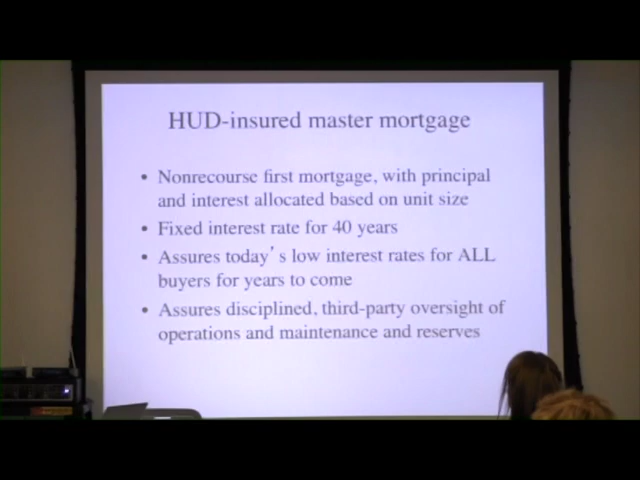 HUD-insured master mortgage
• Nonrecourse first mortgage, with principal
and interest allocated based on unit size
• Fixed interest rate for 40 years
• Assures today's low interest rates for ALL
buyers for years to come
• Assures disciplined, third-party oversight of
operations and maintenance and reserves